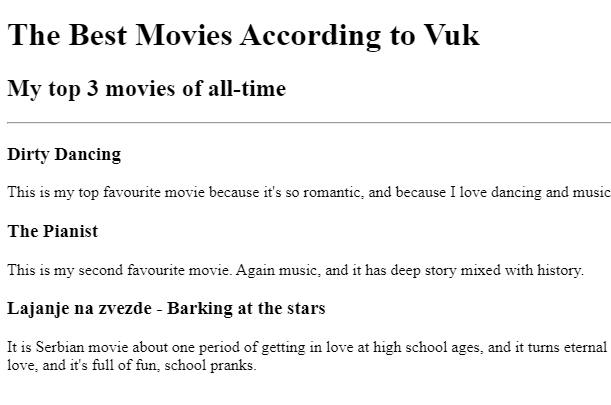 The Best Movies According to Vuk
My top 3 movies of all-time
Dirty Dancing
This is my top favourite movie because it's so romantic, and because I love dancing and music
The Pianist
This is my second favourite movie. Again music, and it has deep story mixed with history.
Lajanje na zvezde - Barking at the stars
It is Serbian movie about one period of getting in love at high school ages, and it turns eternal
love, and it's full of fun, school pranks.